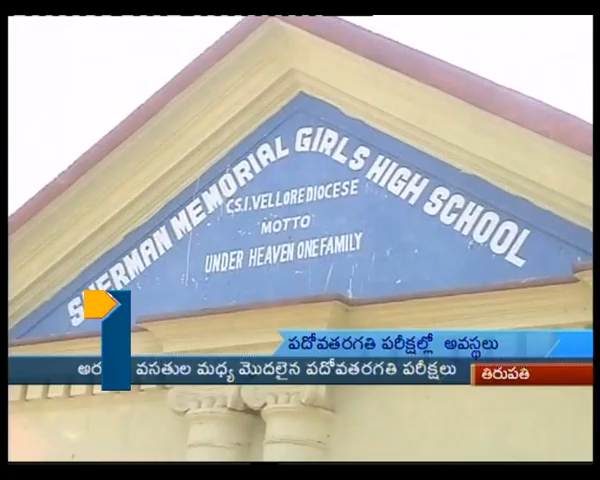 SHERMAN MEMORIAL GIRLS HIGH SCHOOL
C.S.I. VELLORE DIOCESE
MOTTO
UNDER HEAVEN ONE FAMILY
పదోవతరగతి పరీక్షల్లో అవస్థలు
వసతుల మధ్య మొదలైన పదోవతరగతి పరీక్షలు
తిరుపతి